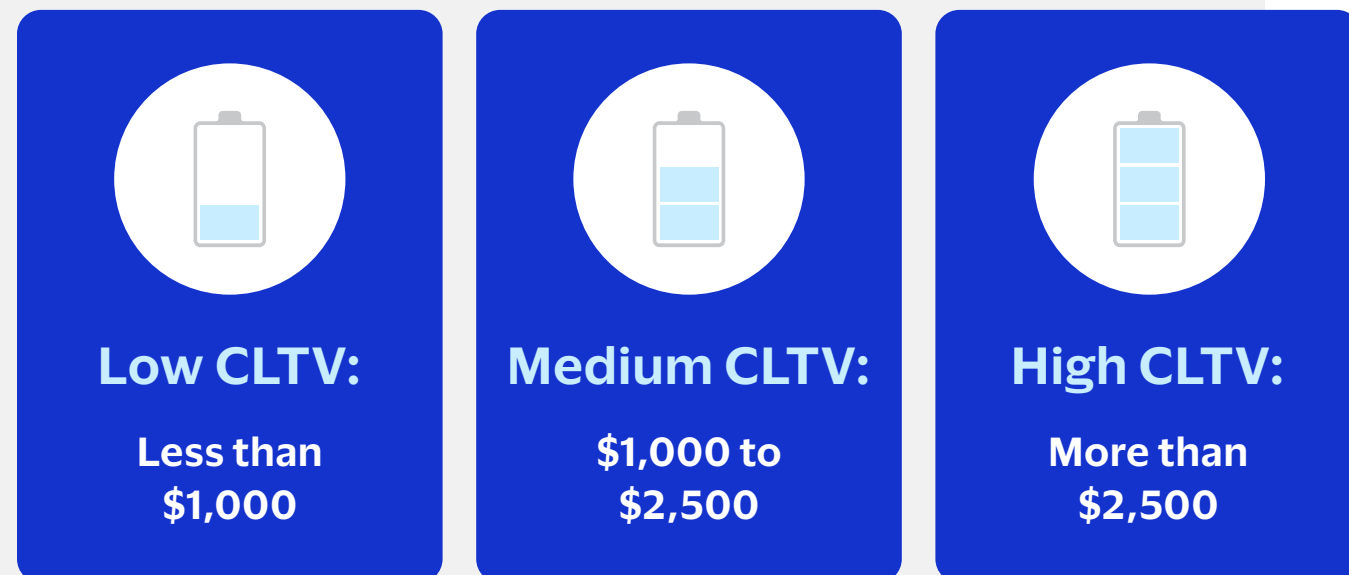 Low CLTV:
Less than
$1,000
Medium CLTV:
$1,000 to
$2,500
High CLTV:
More than
$2,500